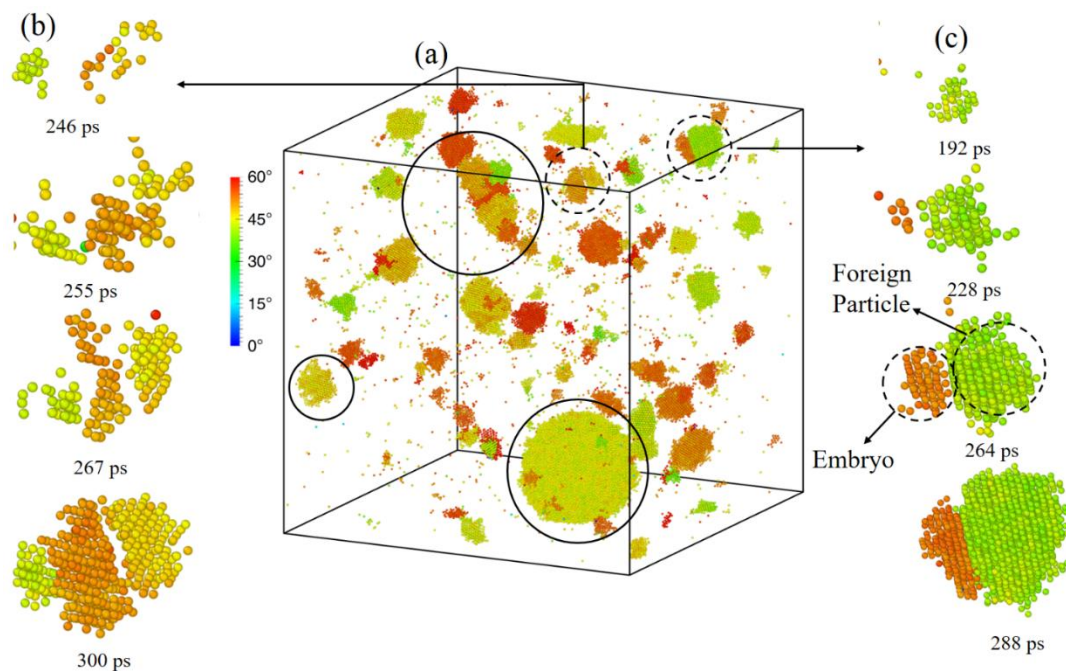 (b)
246 ps
255 ps
267 ps
300 ps
(a)
60°
45°
30°
15°
0°
(c)
192 ps
228 ps
Foreign
Particle
264 ps
Embryo
288 ps